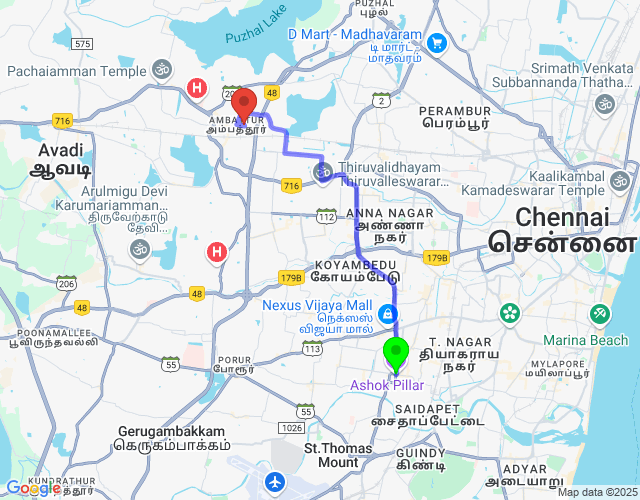 PUZHAL
புழல்
Puzhal Lake
D Mart - Madhavaram
டி மார்ட் -
மாதவரம்
575
Pachaiamman Temple
Srimath Venkata
Subbannanda Thatha...
H
48
2
AMBATTUR
அம்பத்தூர்
PERAMBUR
பெரம்பூர்
716
Avadi
ஆவடி
Thiruvalidhayam
Thiruvalleswarar...
716
Kaalikambal
Kamadeswarar Temple
Arulmigu Devi
Karumariamman...
திருவேற்காடு
தேவி...
112
ANNA NAGAR
அண்ணா
நகர்
Chennai
சென்னை
H
179B
KOYAMBEDU
கோயம்பேடு
179B
206
48
48
Nexus Vijaya Mall
நெக்ஸஸ்
விஜயா மால்
POONAMALLEE
பூவிருந்தவல்லி
Marina Beach
T. NAGAR
தியாகராய
நகர்
113
PORUR
போரூர்
MYLAPORE
மயிலாப்பூர்
Ashok Pillar
55
SAIDAPET
சைதாப்பேட்டை
Gerugambakkam
கெருகம்பாக்கம்
1026
55
St.Thomas
Mount
GUINDY
கிண்டி
ADYAR
அடையாறு
55
KUNDRATHUR
Google
Map data ©2025